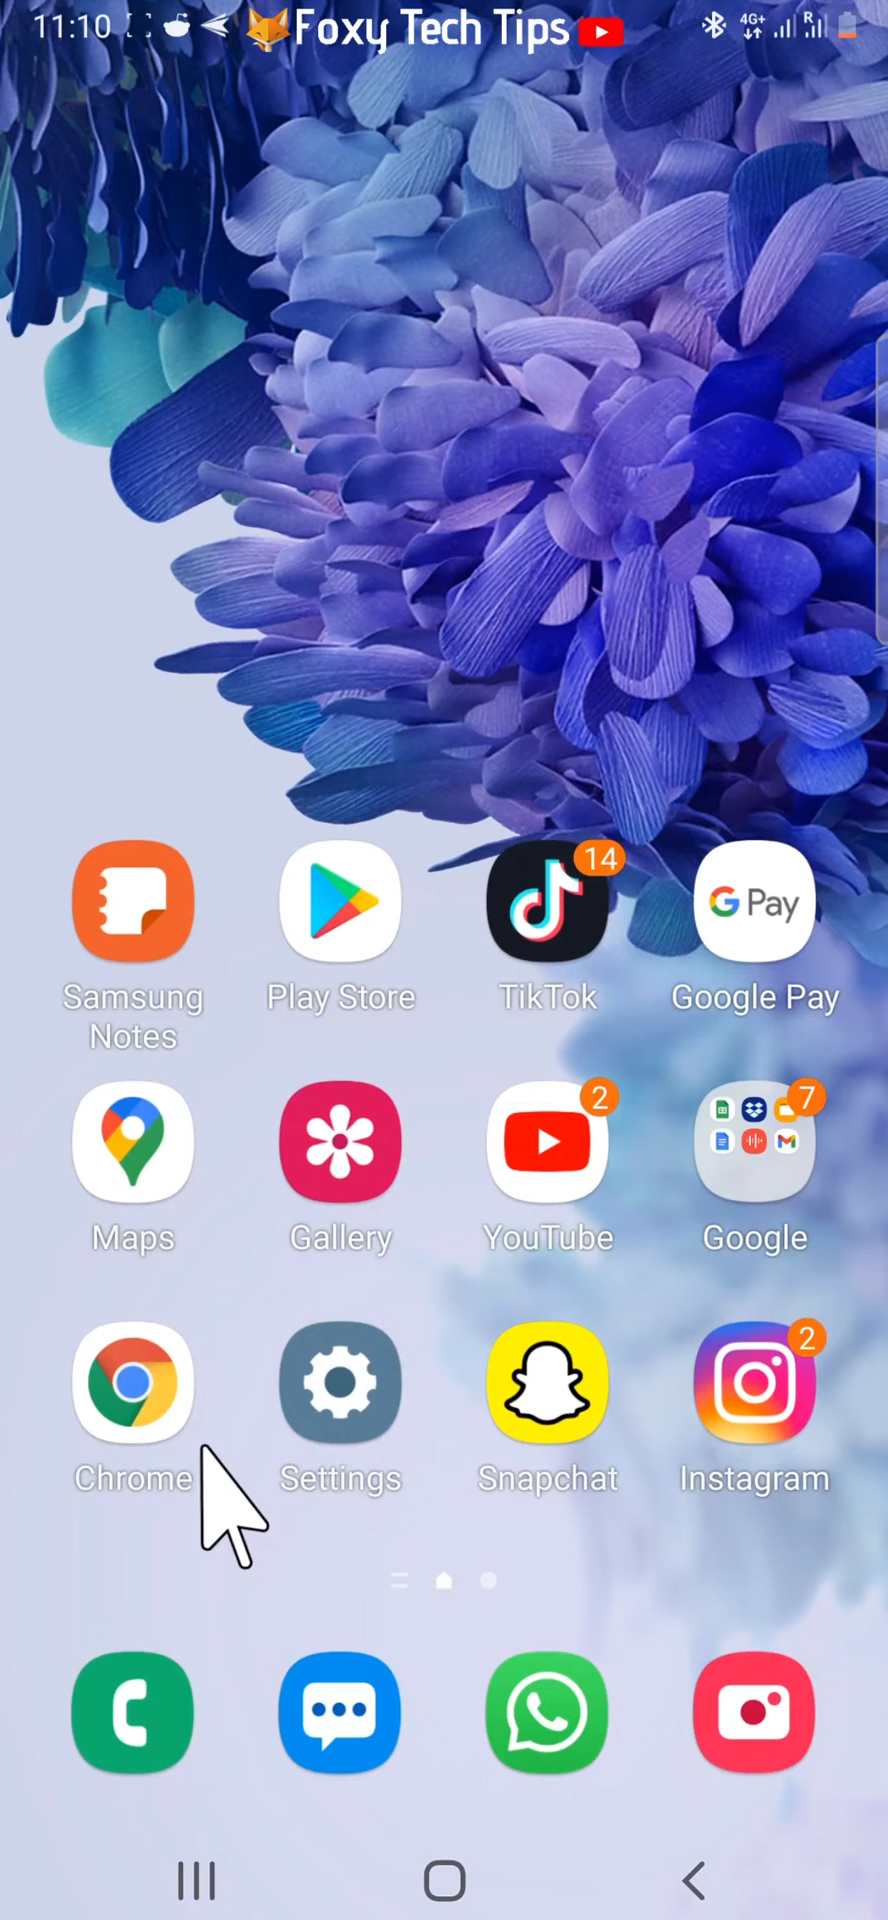 11:10 Foxy Tech Tips 4G+ R
14
G Pay
Samsung Notes
Play Store
TikTok
Google Pay
2
7
Maps
Gallery
YouTube
Google
2
Chrome
Settings
Snapchat
Instagram